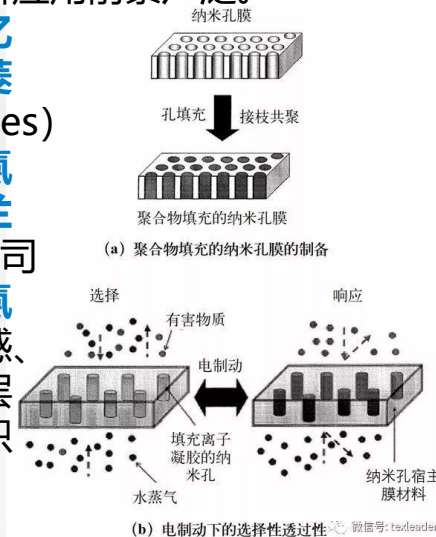 纳米孔膜
孔填充
接枝共聚
聚合物填充的纳米孔膜
(a) 聚合物填充的纳米孔膜的制备
es)
司
选择
响应
有害物质
电制动
填充离子
凝胶的纳
米孔
水蒸气
纳米孔宿主
膜材料
(b) 电制动下的选择性透过性
微信号: texleader